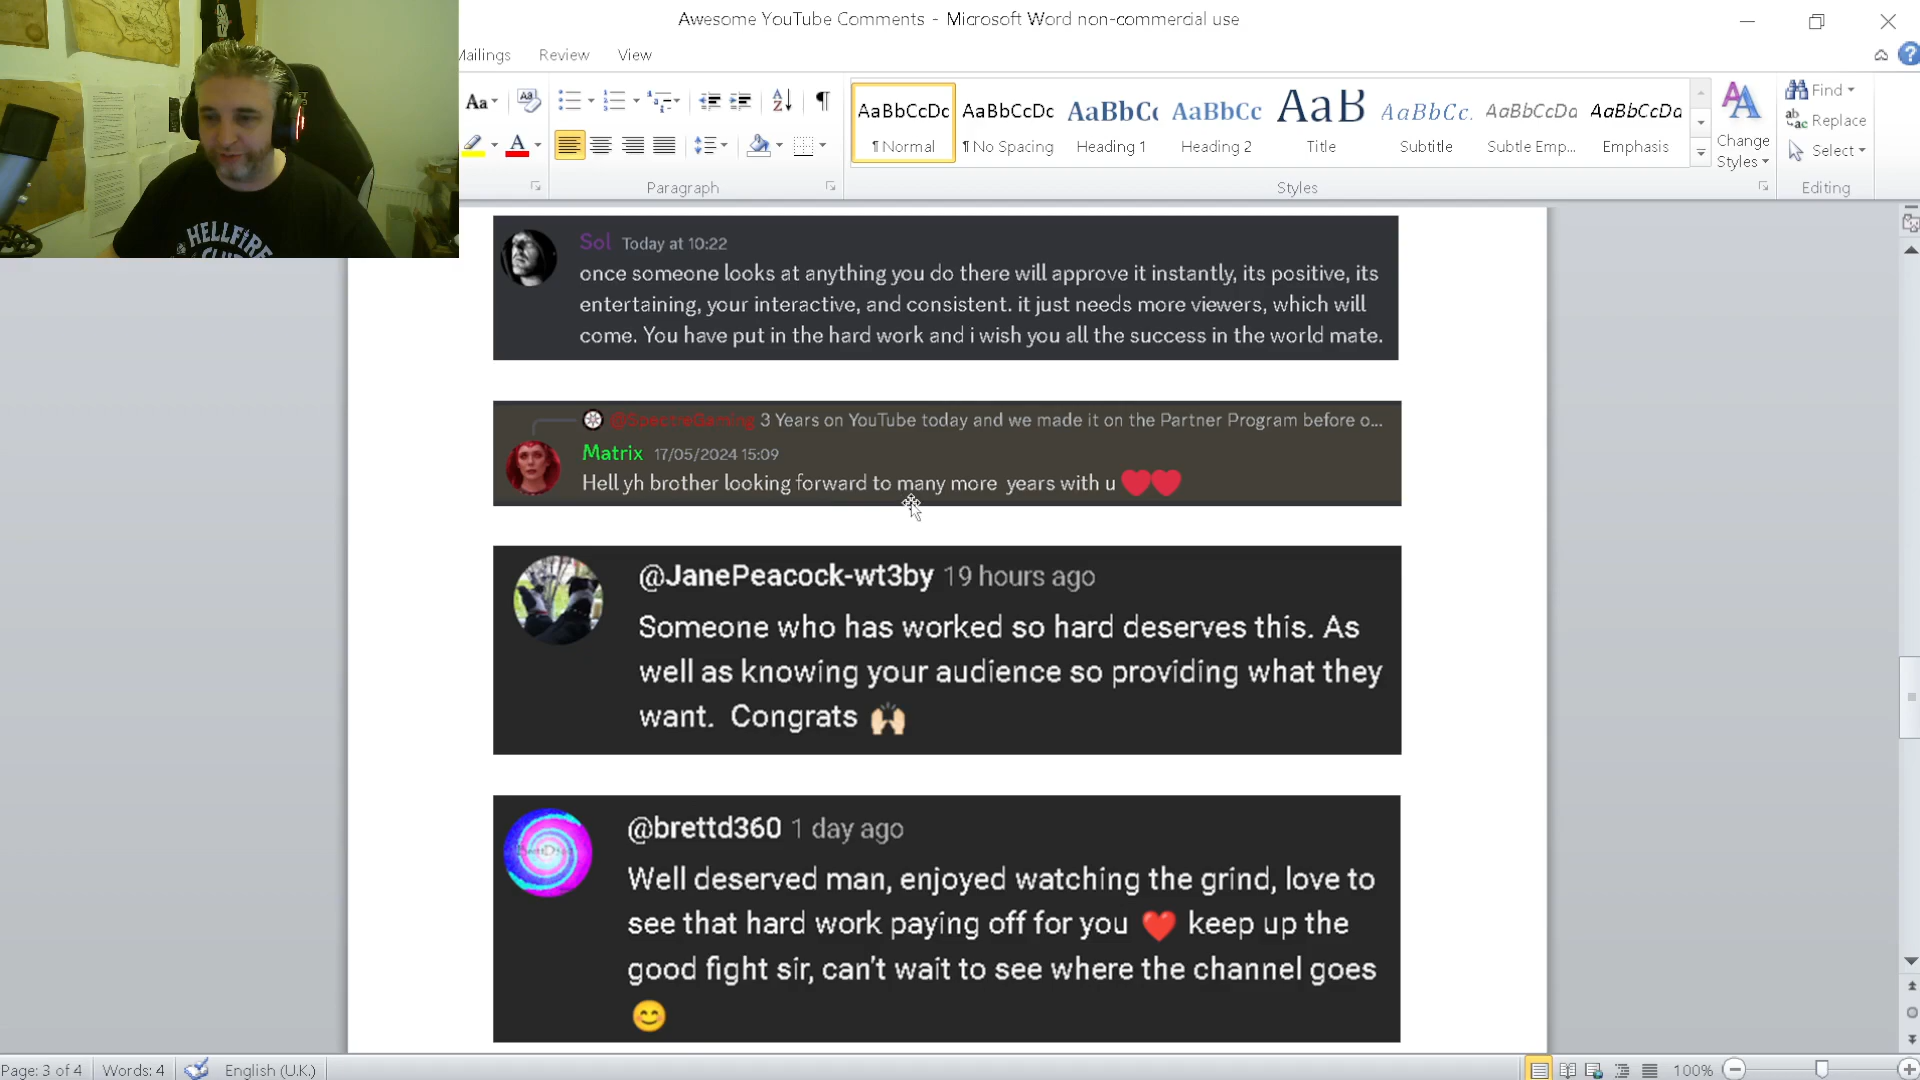 Awesome YouTube Comments - Microsoft Word non-commercial use
Mailings Review View
Aa
AaBbCcDc AaBbCcDc AaBbC AaBbCc AaB AaBbCc. AaBbCcDa AaBbCcDa
¶ Normal ¶ No Spacing Heading 1 Heading 2 Title Subtitle Subtle Emp... Emphasis
Change
Styles
Find
Replace
Select
Paragraph Styles Editing
HELLFIRE
CLUB
Sol Today at 10:22
once someone looks at anything you do there will approve it instantly, its positive, its
entertaining, your interactive, and consistent. it just needs more viewers, which will
come. You have put in the hard work and i wish you all the success in the world mate.
@SpectreGaming 3 Years on YouTube today and we made it on the Partner Program before o...
Matrix 17/05/2024 15:09
Hell yh brother looking forward to many more years with u
@JanePeacock-wt3by 19 hours ago
Someone who has worked so hard deserves this. As
well as knowing your audience so providing what they
want. Congrats 🙌🏻
@brettd360 1 day ago
Well deserved man, enjoyed watching the grind, love to
see that hard work paying off for you ❤️ keep up the
good fight sir, can't wait to see where the channel goes
😊
Page: 3 of 4 Words: 4 English (U.K.) 100%